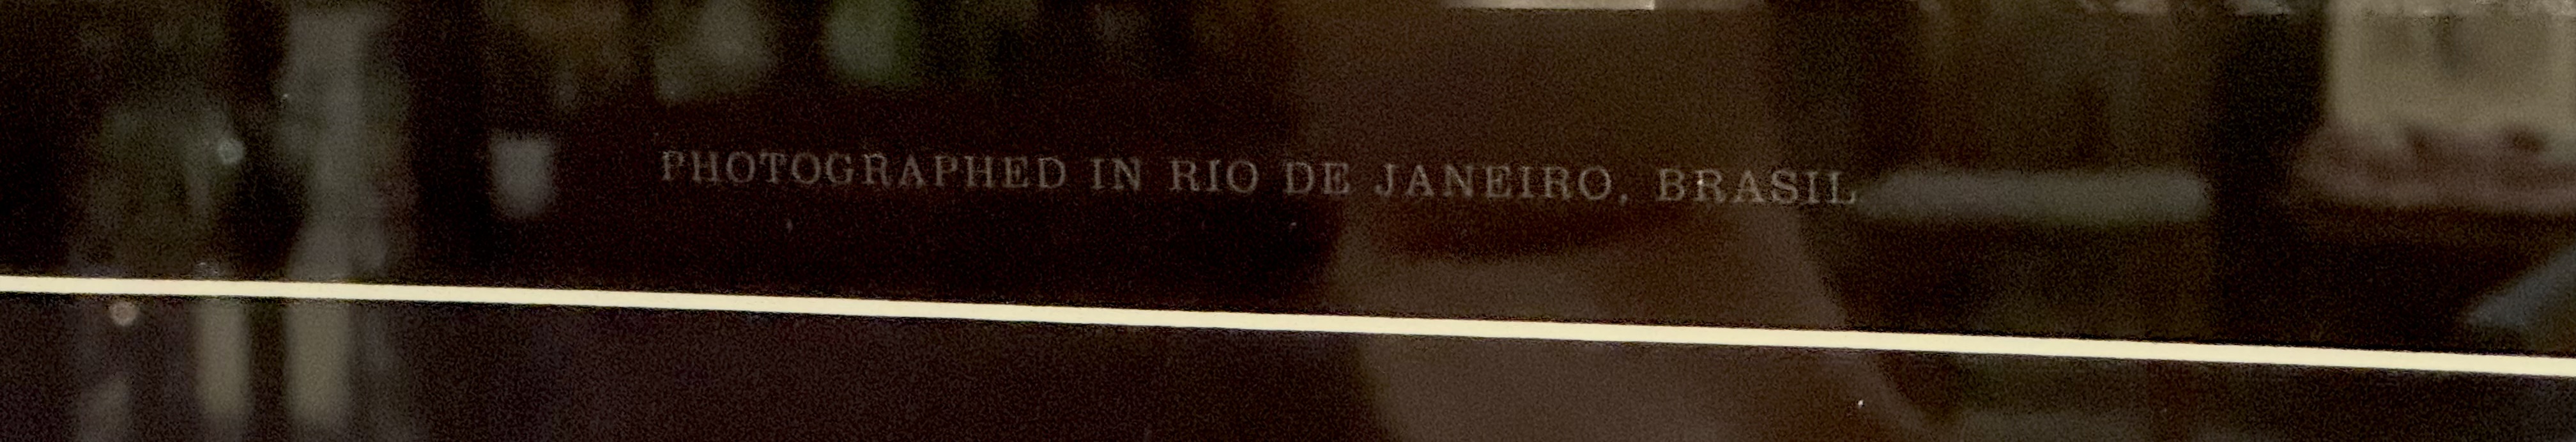 PHOTOGRAPHED IN RIO DE JANEIRO, BRASIL